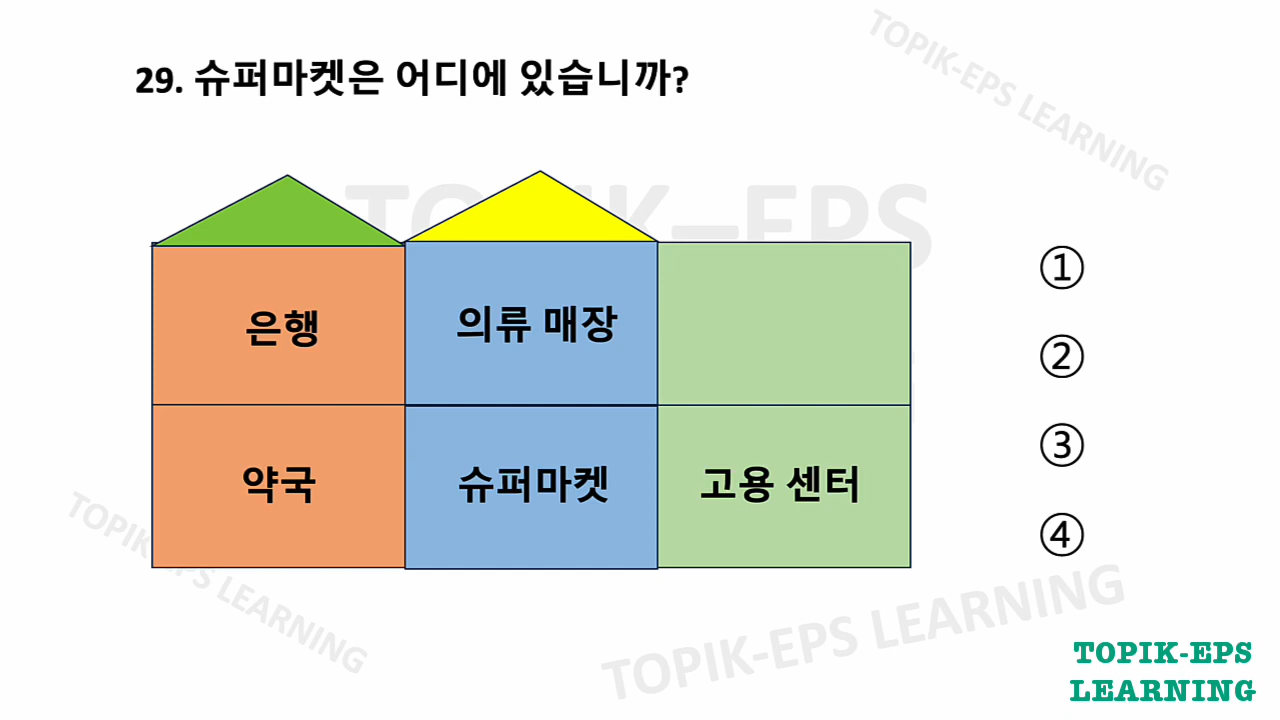 29. 슈퍼마켓은 어디에 있습니까?
은행
의류 매장
약국
슈퍼마켓
고용 센터
①
②
③
④
TOPIK-EPS LEARNING
TOPIK-EPS
TOPIK-EPS LEARNING
TOPIK-EPS LEARNING
TOPIK-EPS
LEARNING